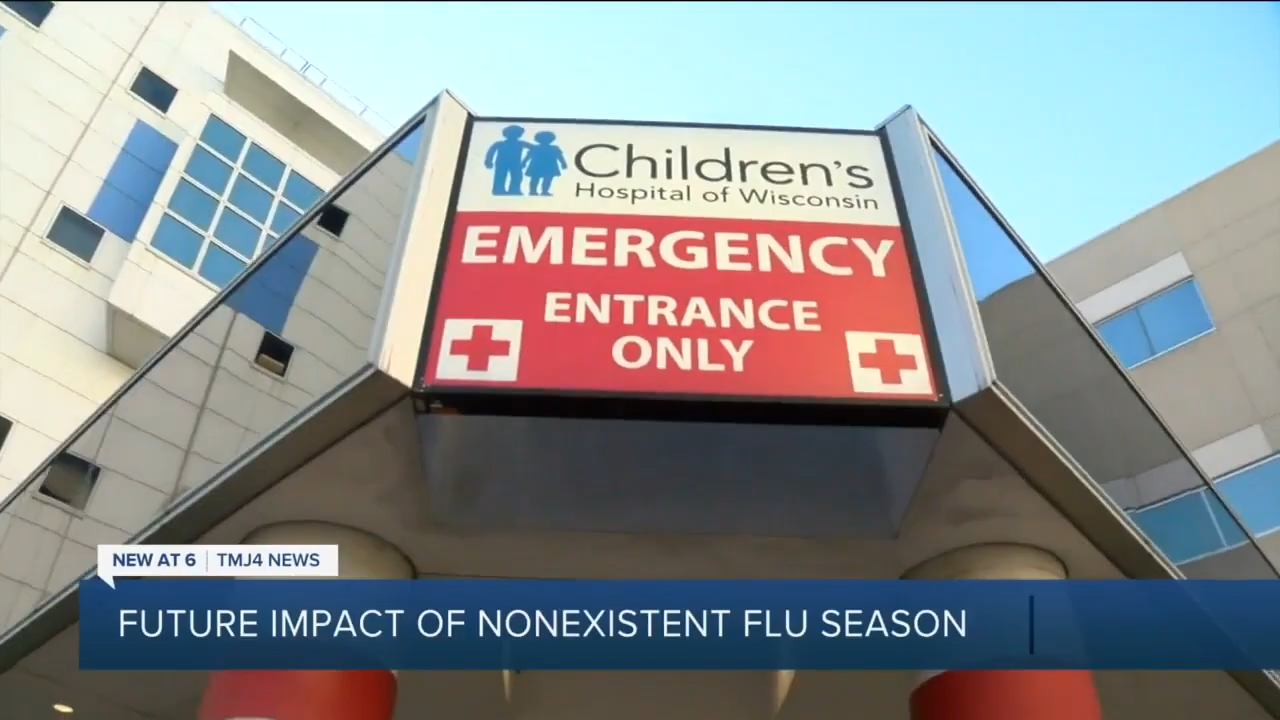 Children's
Hospital of Wisconsin
EMERGENCY
ENTRANCE
ONLY
NEW AT 6 | TMJ4 NEWS
FUTURE IMPACT OF NONEXISTENT FLU SEASON